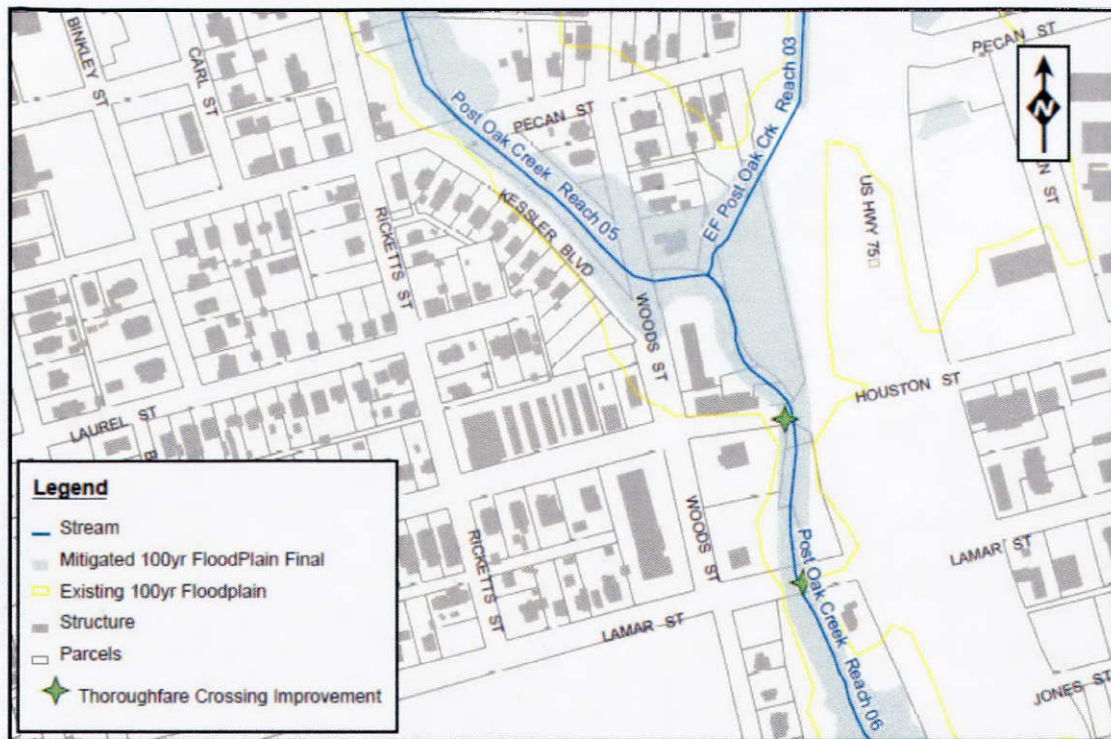 BINKLEY ST
CARL ST
PECAN ST
N
Post Oak Creek Reach 05
PECAN ST
EF Post Oak Crk Reach 03
US HWY 75
KESSLER BLVD
RICKETTS ST
WOODS ST
HOUSTON ST
LAUREL ST
Legend
Stream
Mitigated 100yr FloodPlain Final
Existing 100yr Floodplain
Structure
Parcels
Thoroughfare Crossing Improvement
RICKETTS ST
WOODS ST
LAMAR ST
Post Oak Creek Reach 06
LAMAR ST
JONES ST